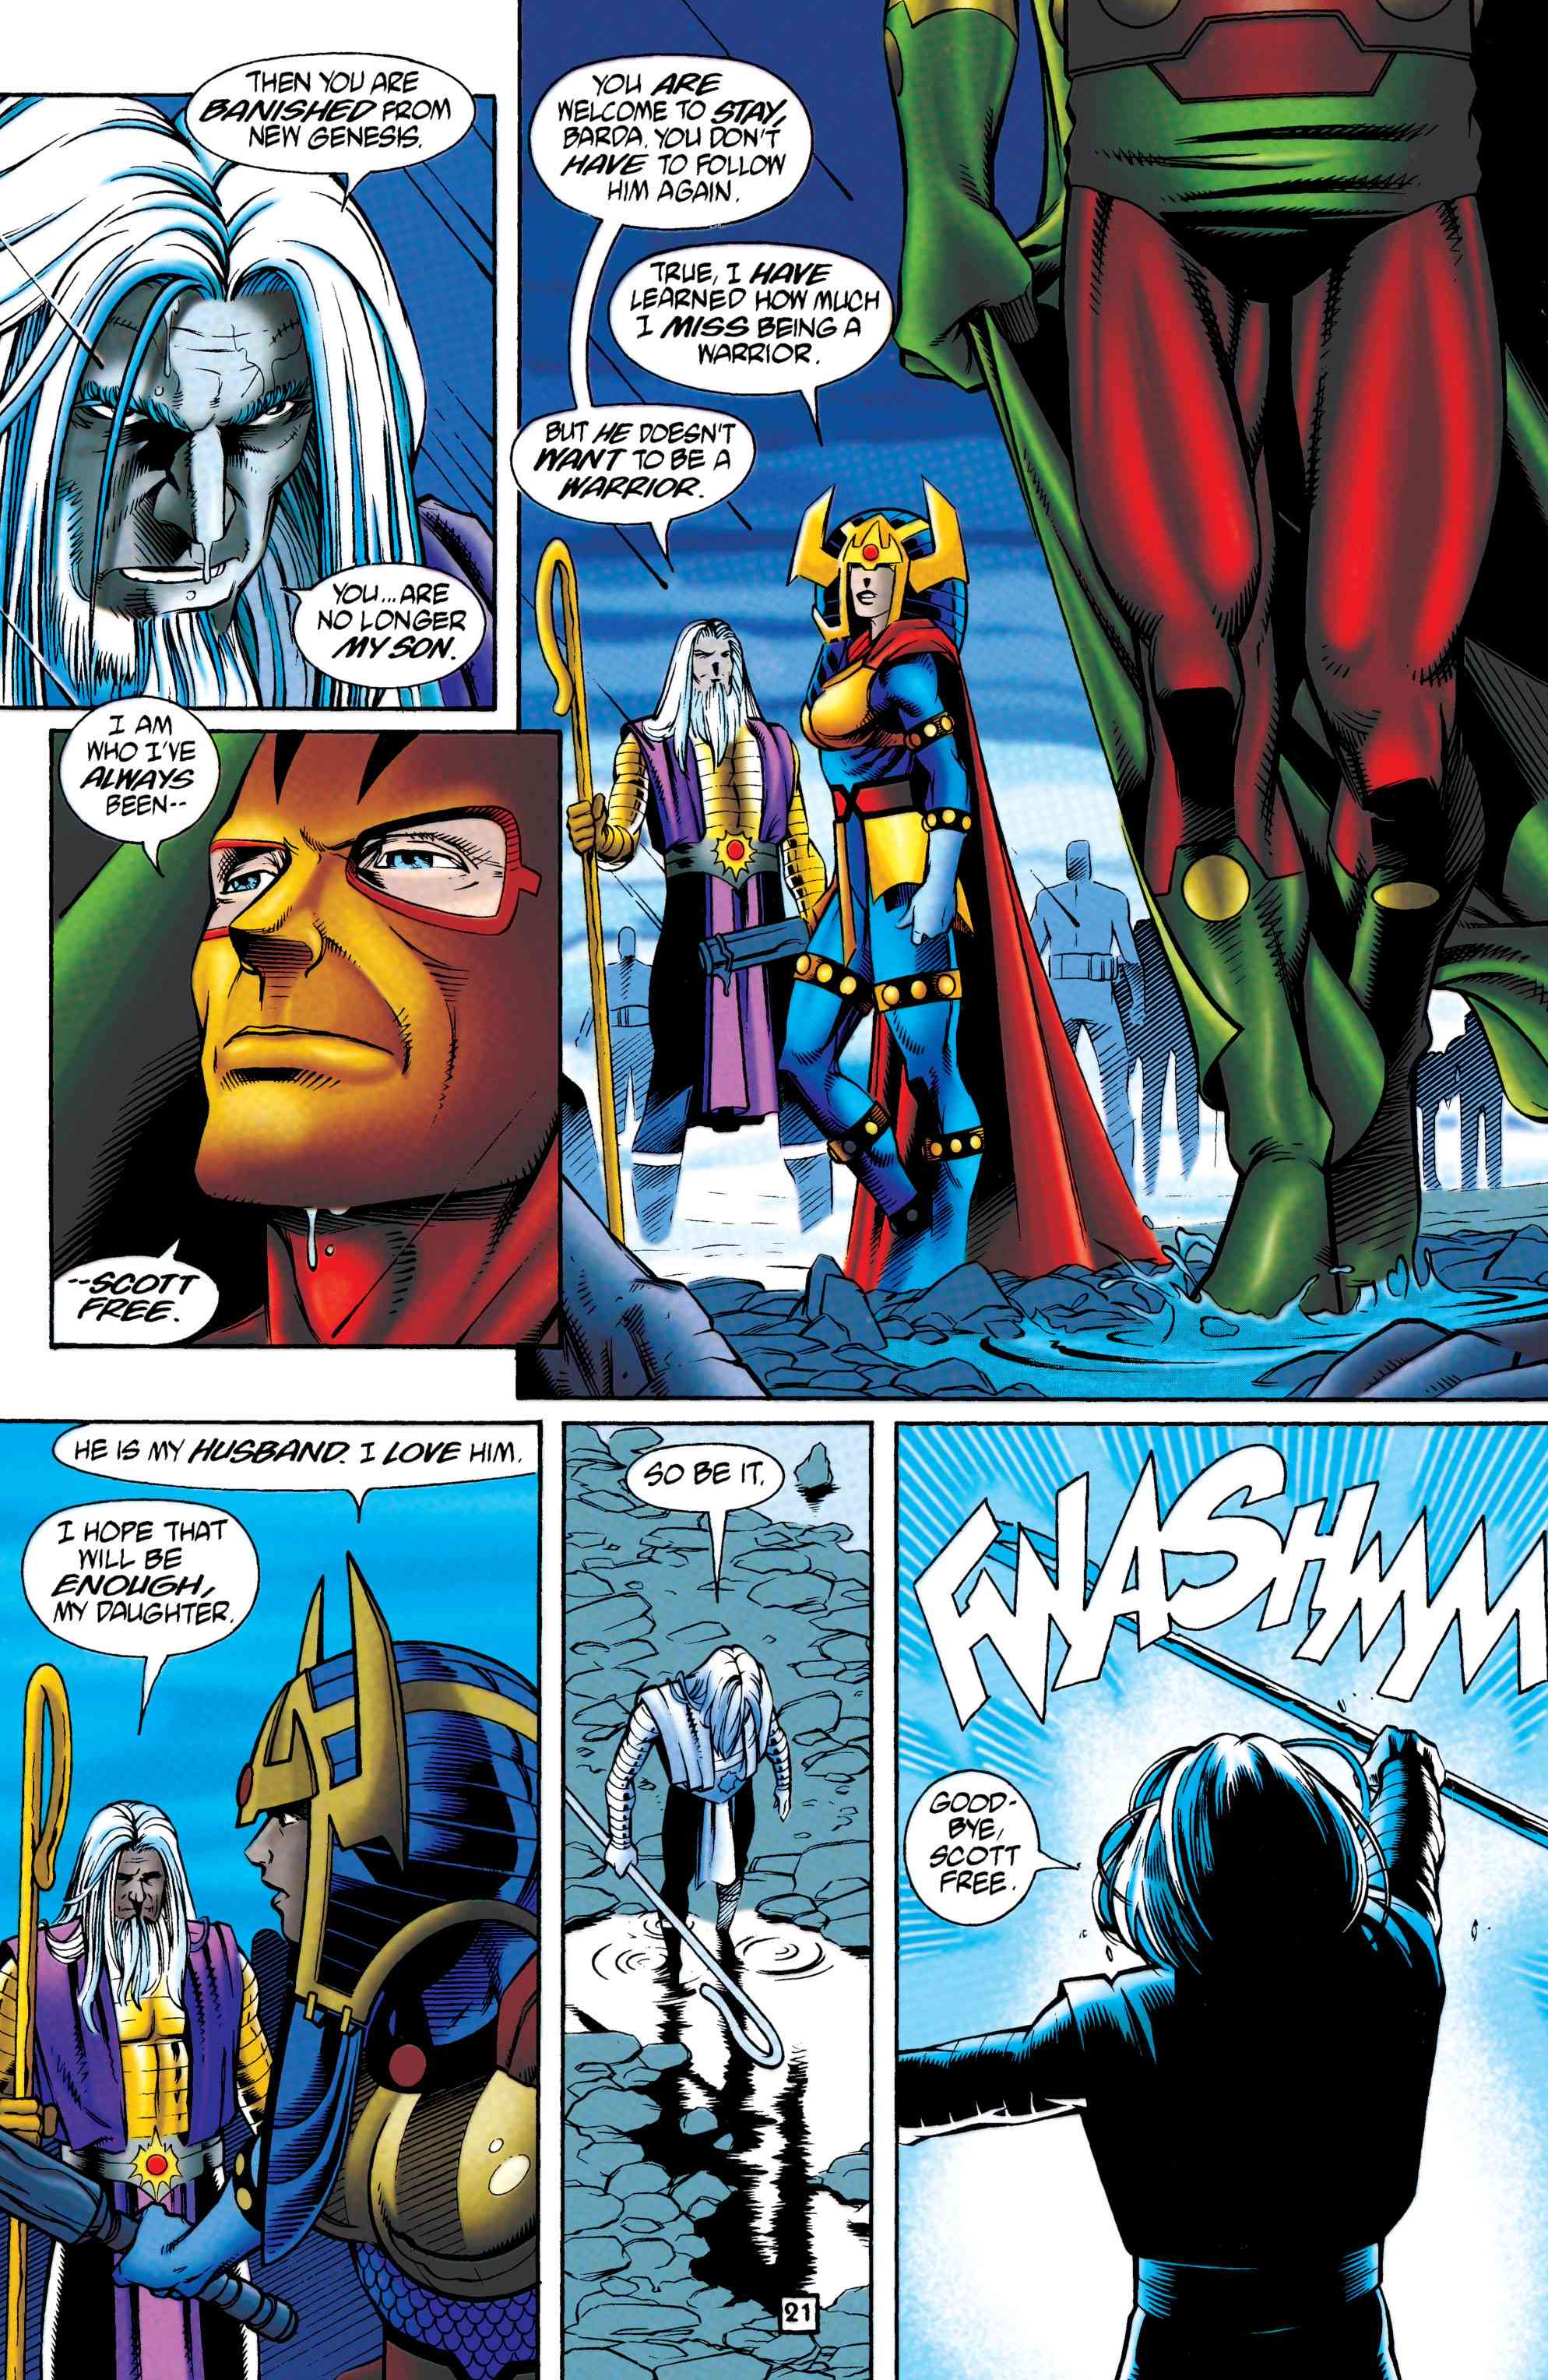 THEN YOU ARE
BANISHED FROM
NEW GENESIS.
YOU...ARE
NO LONGER
MY SON.
I AM
WHO I'VE
ALWAYS
BEEN--
--SCOTT
FREE.
YOU ARE
WELCOME TO STAY,
BARDA. YOU DON'T
HAVE TO FOLLOW
HIM AGAIN.
TRUE, I HAVE
LEARNED HOW MUCH
I MISS BEING A
WARRIOR.
BUT HE DOESN'T
WANT TO BE A
WARRIOR.
HE IS MY HUSBAND. I LOVE HIM.
I HOPE THAT
WILL BE
ENOUGH,
MY DAUGHTER.
SO BE IT.
21
FWASHMMM
GOOD-
BYE,
SCOTT
FREE.